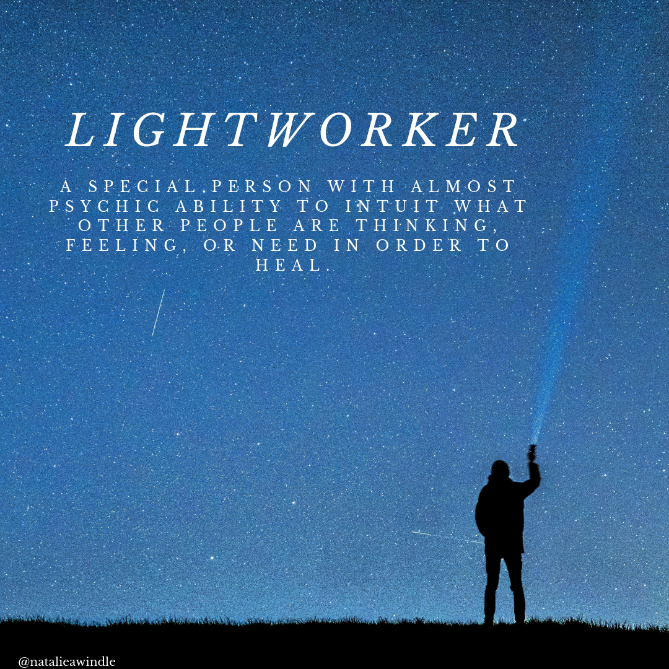 LIGHTWORKER
A SPECIAL PERSON WITH ALMOST
PSYCHIC ABILITY TO INTUIT WHAT
OTHER PEOPLE ARE THINKING,
FEELING, OR NEED IN ORDER TO
HEAL.
@natalieawindle